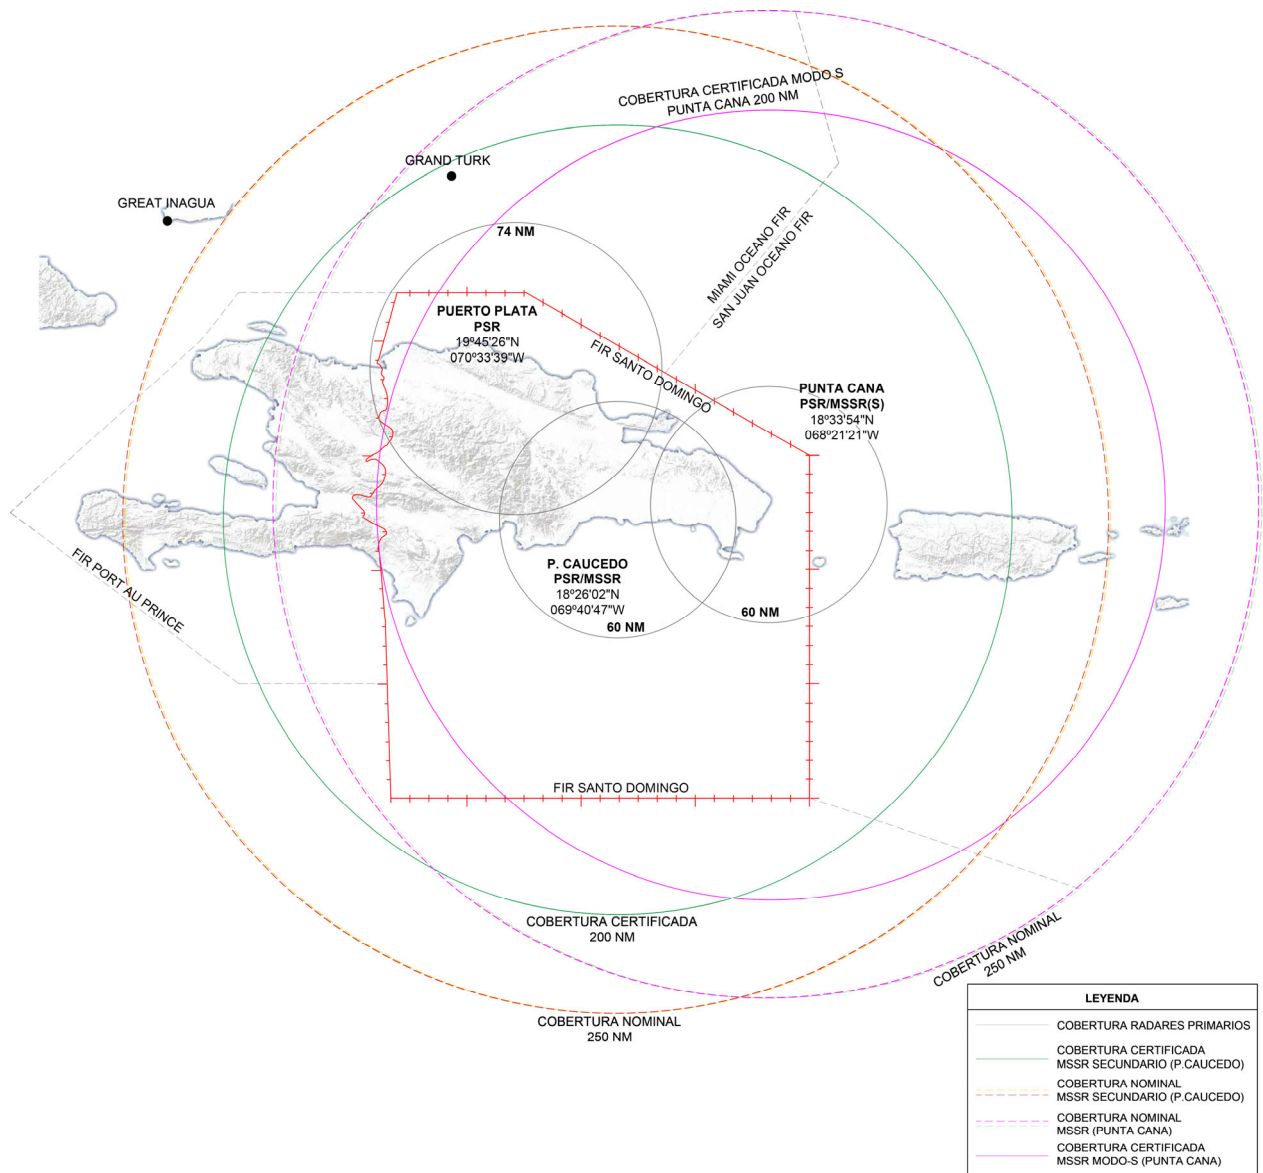 COBERTURA CERTIFICADA MODO S
PUNTA CANA 200 NM
GRAND TURK
GREAT INAGUA
74 NM
MIAMI OCEANO FIR
SAN JUAN OCEANO FIR
PUERTO PLATA
PSR
19º45'26"N
070º33'39"W
FIR SANTO DOMINGO
PUNTA CANA
PSR/MSSR(S)
18º33'54"N
068º21'21"W
P. CAUCEDO
PSR/MSSR
18º26'02"N
069º40'47"W
60 NM
60 NM
FIR PORT AU PRINCE
FIR SANTO DOMINGO
COBERTURA CERTIFICADA
200 NM
COBERTURA NOMINAL
250 NM
COBERTURA NOMINAL
250 NM
LEYENDA
COBERTURA RADARES PRIMARIOS
COBERTURA CERTIFICADA
MSSR SECUNDARIO (P.CAUCEDO)
COBERTURA NOMINAL
MSSR SECUNDARIO (P.CAUCEDO)
COBERTURA NOMINAL
MSSR (PUNTA CANA)
COBERTURA CERTIFICADA
MSSR MODO-S (PUNTA CANA)